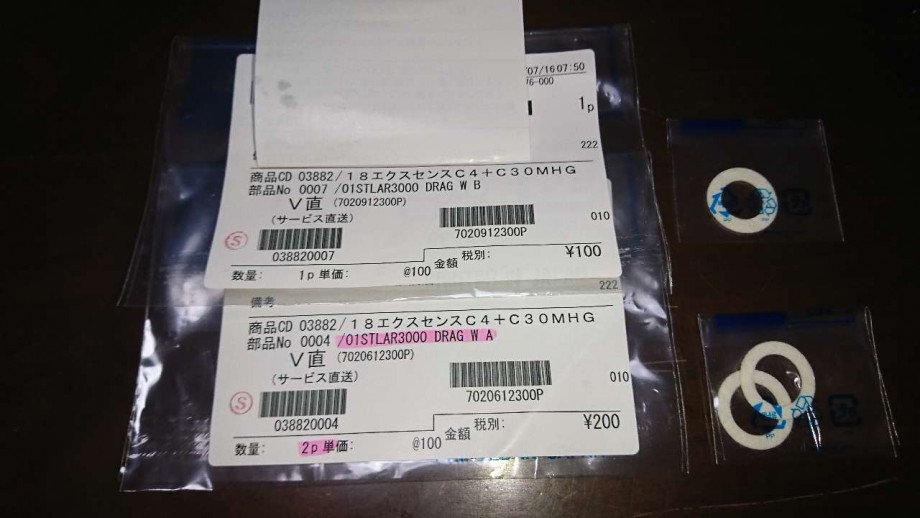 /07/16 07:50
6-000
1p
222
商品CD 03882/18エクスセンスC4+C30MHG
部品No 0007 /01STLAR3000 DRAG W B
V直 (7020912300P)
(サービス直送)
010
7020912300P
S
038820007
税別: ¥100
金額
数量: 1p 単価: @100
222
備考
商品CD 03882/18エクスセンスC4+C30MHG
部品No 0004 /01STLAR3000 DRAG W A
V直 (7020612300P)
(サービス直送)
010
7020612300P
S
038820004
税別: ¥200
金額
数量: 2p 単価: @100
PP
PP